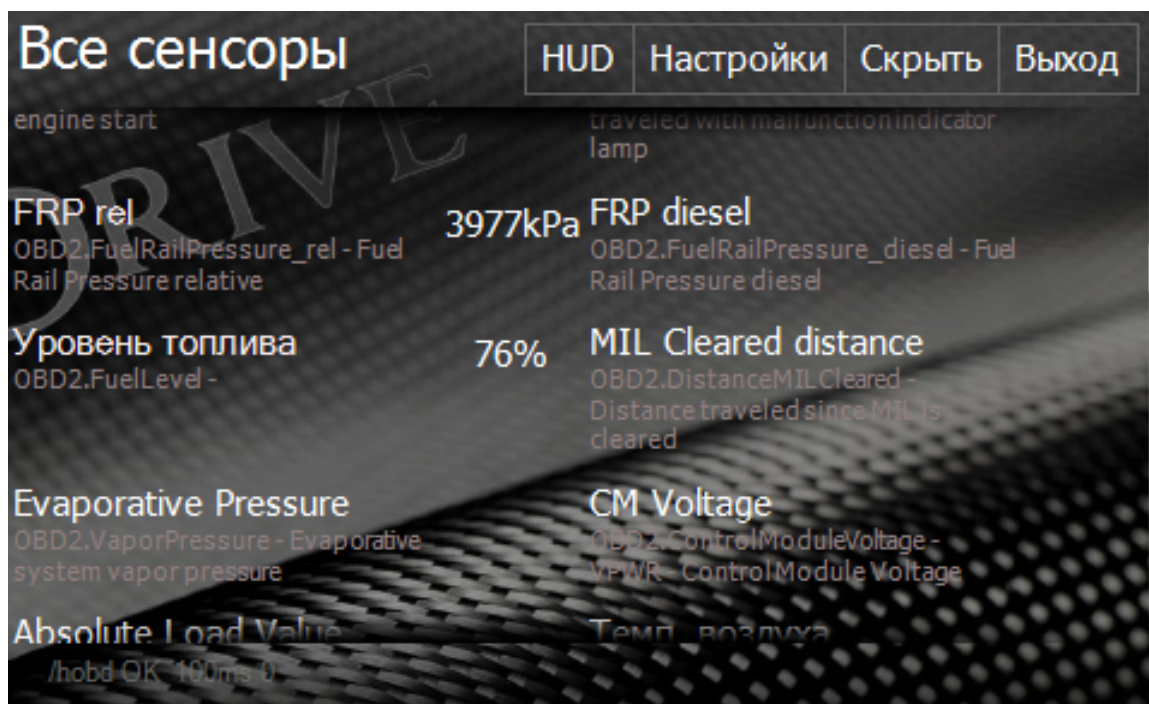 Все сенсоры
HUD Настройки Скрыть Выход
DRIVE
engine start
traveled with malfunction indicator
lamp
FRP rel
3977kPa
OBD2.FuelRailPressure_rel - Fuel
Rail Pressure relative
FRP diesel
OBD2.FuelRailPressure_diesel - Fuel
Rail Pressure diesel
Уровень топлива
76%
OBD2.FuelLevel -
MIL Cleared distance
OBD2.DistanceMILCleared -
Distance traveled since MIL is
cleared
Evaporative Pressure
OBD2.VaporPressure - Evaporative
system vapor pressure
CM Voltage
OBD2.ControlModuleVoltage -
VPWR - Control Module Voltage
Absolute Load Value
Темп. воздуха
/hobd OK 100ms 0